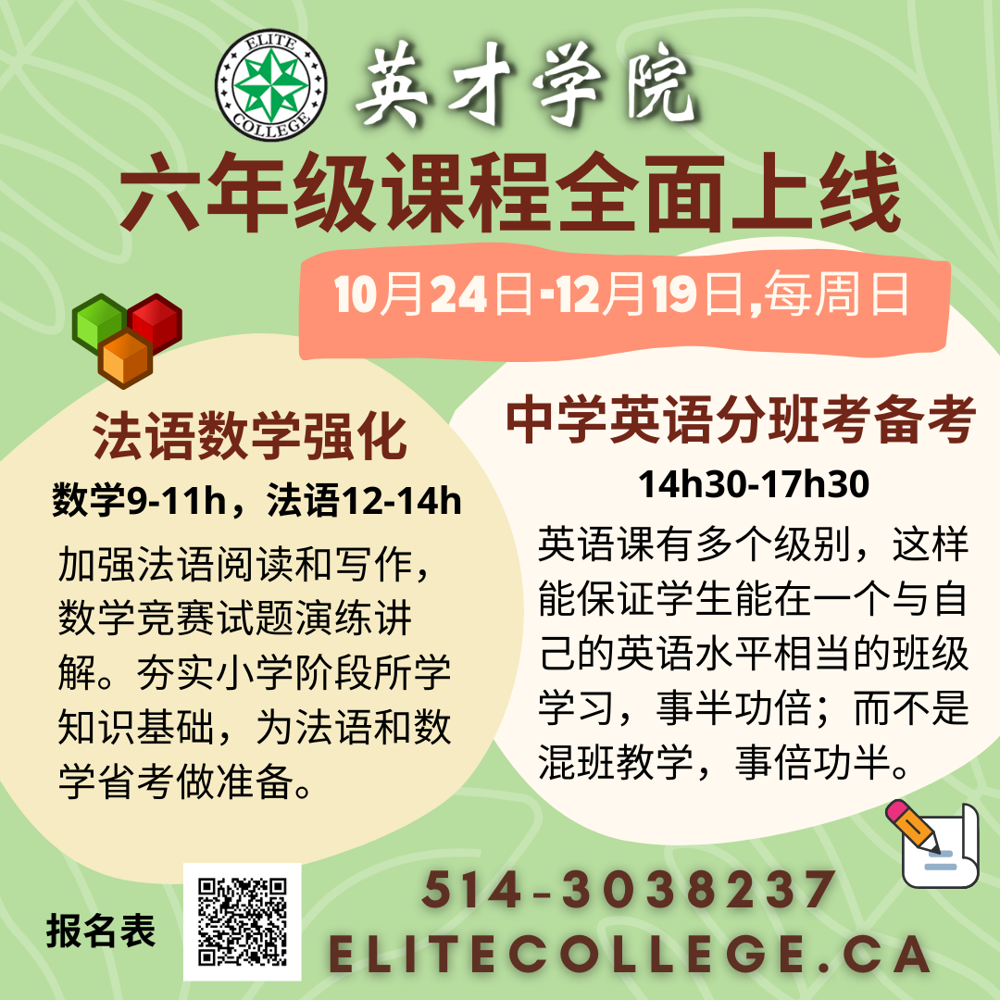 ELITE
COLLEGE
英才学院
六年级课程全面上线
10月24日-12月19日,每周日
法语数学强化
数学9-11h，法语12-14h
加强法语阅读和写作，
数学竞赛试题演练讲
解。夯实小学阶段所学
知识基础，为法语和数
学省考做准备。
中学英语分班考备考
14h30-17h30
英语课有多个级别，这样
能保证学生能在一个与自
己的英语水平相当的班级
学习，事半功倍；而不是
混班教学，事倍功半。
报名表
514-3038237
ELITECOLLEGE.CA